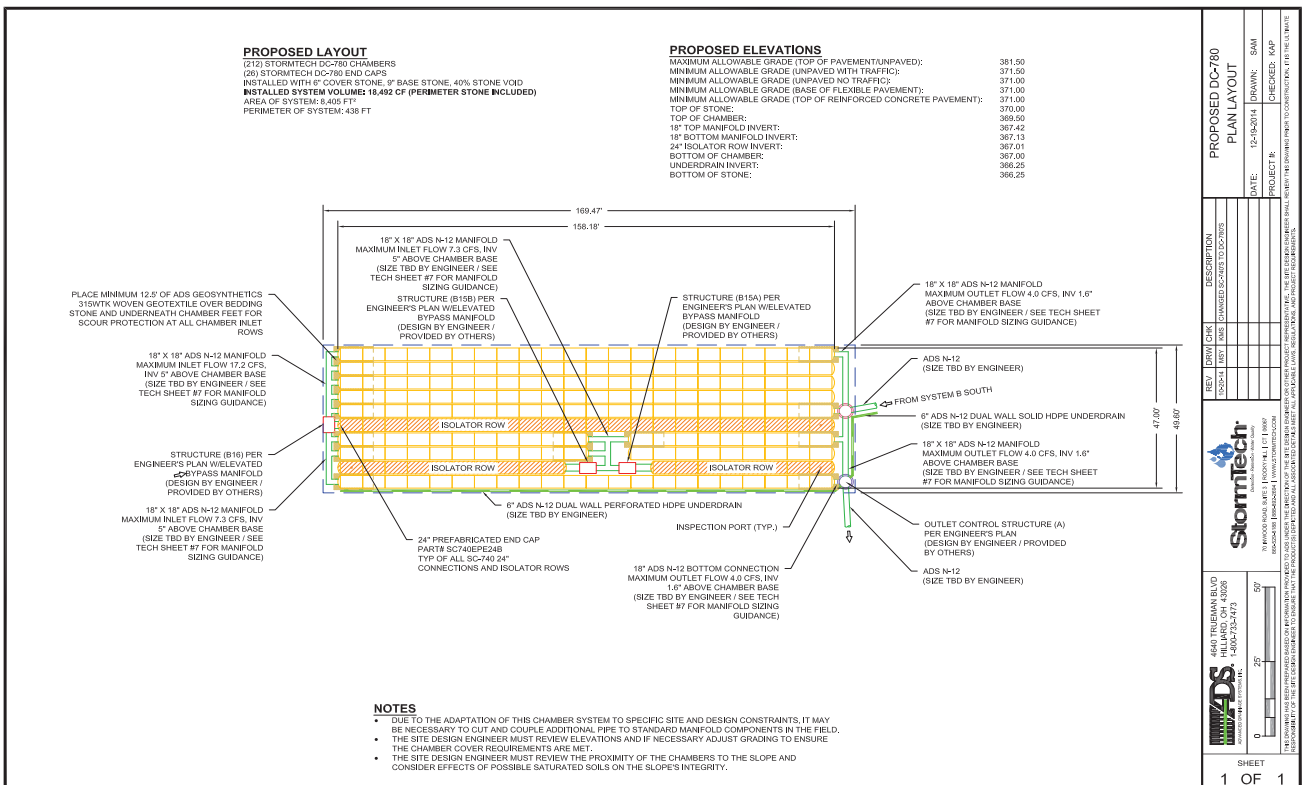 PROPOSED LAYOUT
(212) STORMTECH DC-780 CHAMBERS
(26) STORMTECH DC-780 END CAPS
INSTALLED WITH 6" COVER STONE, 9" BASE STONE, 40% STONE VOID
INSTALLED SYSTEM VOLUME: 18,492 CF (PERIMETER STONE INCLUDED)
AREA OF SYSTEM: 8,405 FT²
PERIMETER OF SYSTEM: 438 FT
PROPOSED ELEVATIONS
MAXIMUM ALLOWABLE GRADE (TOP OF PAVEMENT/UNPAVED): 381.50
MINIMUM ALLOWABLE GRADE (UNPAVED WITH TRAFFIC): 371.50
MINIMUM ALLOWABLE GRADE (UNPAVED NO TRAFFIC): 371.00
MINIMUM ALLOWABLE GRADE (BASE OF FLEXIBLE PAVEMENT): 371.00
MINIMUM ALLOWABLE GRADE (TOP OF REINFORCED CONCRETE PAVEMENT): 371.00
TOP OF STONE: 370.00
TOP OF CHAMBER: 369.50
18" TOP MANIFOLD INVERT: 367.42
18" BOTTOM MANIFOLD INVERT: 367.13
24" ISOLATOR ROW INVERT: 367.01
BOTTOM OF CHAMBER: 367.00
UNDERDRAIN INVERT: 366.25
BOTTOM OF STONE: 366.25
169.47'
158.18'
PLACE MINIMUM 12.5' OF ADS GEOSYNTHETICS
315WTK WOVEN GEOTEXTILE OVER BEDDING
STONE AND UNDERNEATH CHAMBER FEET FOR
SCOUR PROTECTION AT ALL CHAMBER INLET
ROWS
18" X 18" ADS N-12 MANIFOLD
MAXIMUM INLET FLOW 17.2 CFS,
INV 5" ABOVE CHAMBER BASE
(SIZE TBD BY ENGINEER / SEE
TECH SHEET #7 FOR MANIFOLD
SIZING GUIDANCE)
STRUCTURE (B16) PER
ENGINEER'S PLAN W/ELEVATED
BYPASS MANIFOLD
(DESIGN BY ENGINEER /
PROVIDED BY OTHERS)
18" X 18" ADS N-12 MANIFOLD
MAXIMUM INLET FLOW 7.3 CFS, INV
5" ABOVE CHAMBER BASE
(SIZE TBD BY ENGINEER / SEE
TECH SHEET #7 FOR MANIFOLD
SIZING GUIDANCE)
18" X 18" ADS N-12 MANIFOLD
MAXIMUM INLET FLOW 7.3 CFS, INV
5" ABOVE CHAMBER BASE
(SIZE TBD BY ENGINEER / SEE
TECH SHEET #7 FOR MANIFOLD
SIZING GUIDANCE)
STRUCTURE (B15B) PER
ENGINEER'S PLAN W/ELEVATED
BYPASS MANIFOLD
(DESIGN BY ENGINEER /
PROVIDED BY OTHERS)
STRUCTURE (B15A) PER
ENGINEER'S PLAN W/ELEVATED
BYPASS MANIFOLD
(DESIGN BY ENGINEER /
PROVIDED BY OTHERS)
ISOLATOR ROW
ISOLATOR ROW
ISOLATOR ROW
6" ADS N-12 DUAL WALL PERFORATED HDPE UNDERDRAIN
(SIZE TBD BY ENGINEER)
24" PREFABRICATED END CAP
PART# SC740EPE24B
TYP OF ALL SC-740 24"
CONNECTIONS AND ISOLATOR ROWS
INSPECTION PORT (TYP.)
18" ADS N-12 BOTTOM CONNECTION
MAXIMUM OUTLET FLOW 4.0 CFS, INV
1.6" ABOVE CHAMBER BASE
(SIZE TBD BY ENGINEER / SEE TECH
SHEET #7 FOR MANIFOLD SIZING
GUIDANCE)
18" X 18" ADS N-12 MANIFOLD
MAXIMUM OUTLET FLOW 4.0 CFS, INV 1.6"
ABOVE CHAMBER BASE
(SIZE TBD BY ENGINEER / SEE TECH SHEET
#7 FOR MANIFOLD SIZING GUIDANCE)
ADS N-12
(SIZE TBD BY ENGINEER)
FROM SYSTEM B SOUTH
6" ADS N-12 DUAL WALL SOLID HDPE UNDERDRAIN
(SIZE TBD BY ENGINEER)
18" X 18" ADS N-12 MANIFOLD
MAXIMUM OUTLET FLOW 4.0 CFS, INV 1.6"
ABOVE CHAMBER BASE
(SIZE TBD BY ENGINEER / SEE TECH SHEET
#7 FOR MANIFOLD SIZING GUIDANCE)
OUTLET CONTROL STRUCTURE (A)
PER ENGINEER'S PLAN
(DESIGN BY ENGINEER / PROVIDED
BY OTHERS)
ADS N-12
(SIZE TBD BY ENGINEER)
47.00'
49.60'
NOTES
• DUE TO THE ADAPTATION OF THIS CHAMBER SYSTEM TO SPECIFIC SITE AND DESIGN CONSTRAINTS, IT MAY
BE NECESSARY TO CUT AND COUPLE ADDITIONAL PIPE TO STANDARD MANIFOLD COMPONENTS IN THE FIELD.
• THE SITE DESIGN ENGINEER MUST REVIEW ELEVATIONS AND IF NECESSARY ADJUST GRADING TO ENSURE
THE CHAMBER COVER REQUIREMENTS ARE MET.
• THE SITE DESIGN ENGINEER MUST REVIEW THE PROXIMITY OF THE CHAMBERS TO THE SLOPE AND
CONSIDER EFFECTS OF POSSIBLE SATURATED SOILS ON THE SLOPE'S INTEGRITY.
PROPOSED DC-780
PLAN LAYOUT
DATE: 12-19-2014 DRAWN: SAM
PROJECT #: CHECKED: KAP
REV DRW CHK DESCRIPTION
10-20-14 MSY KMS CHANGED SC-740'S TO DC-780'S
StormTech
Detention • Retention • Water Quality
70 INWOOD ROAD, SUITE 3 | ROCKY HILL | CT | 06067
ADS
ADVANCED DRAINAGE SYSTEMS, INC.
4640 TRUEMAN BLVD
HILLIARD, OH 43026
1-800-733-7473
0 25' 50'
SHEET
1 OF 1